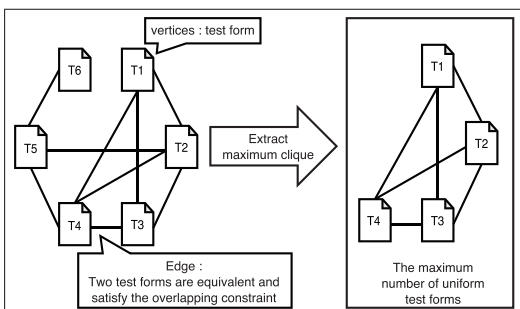 vertices : test form
T6
T1
T5
T2
T4
T3
Edge :
Two test forms are equivalent and
satisfy the overlapping constraint
Extract
maximum clique
T1
T2
T4
T3
The maximum
number of uniform
test forms